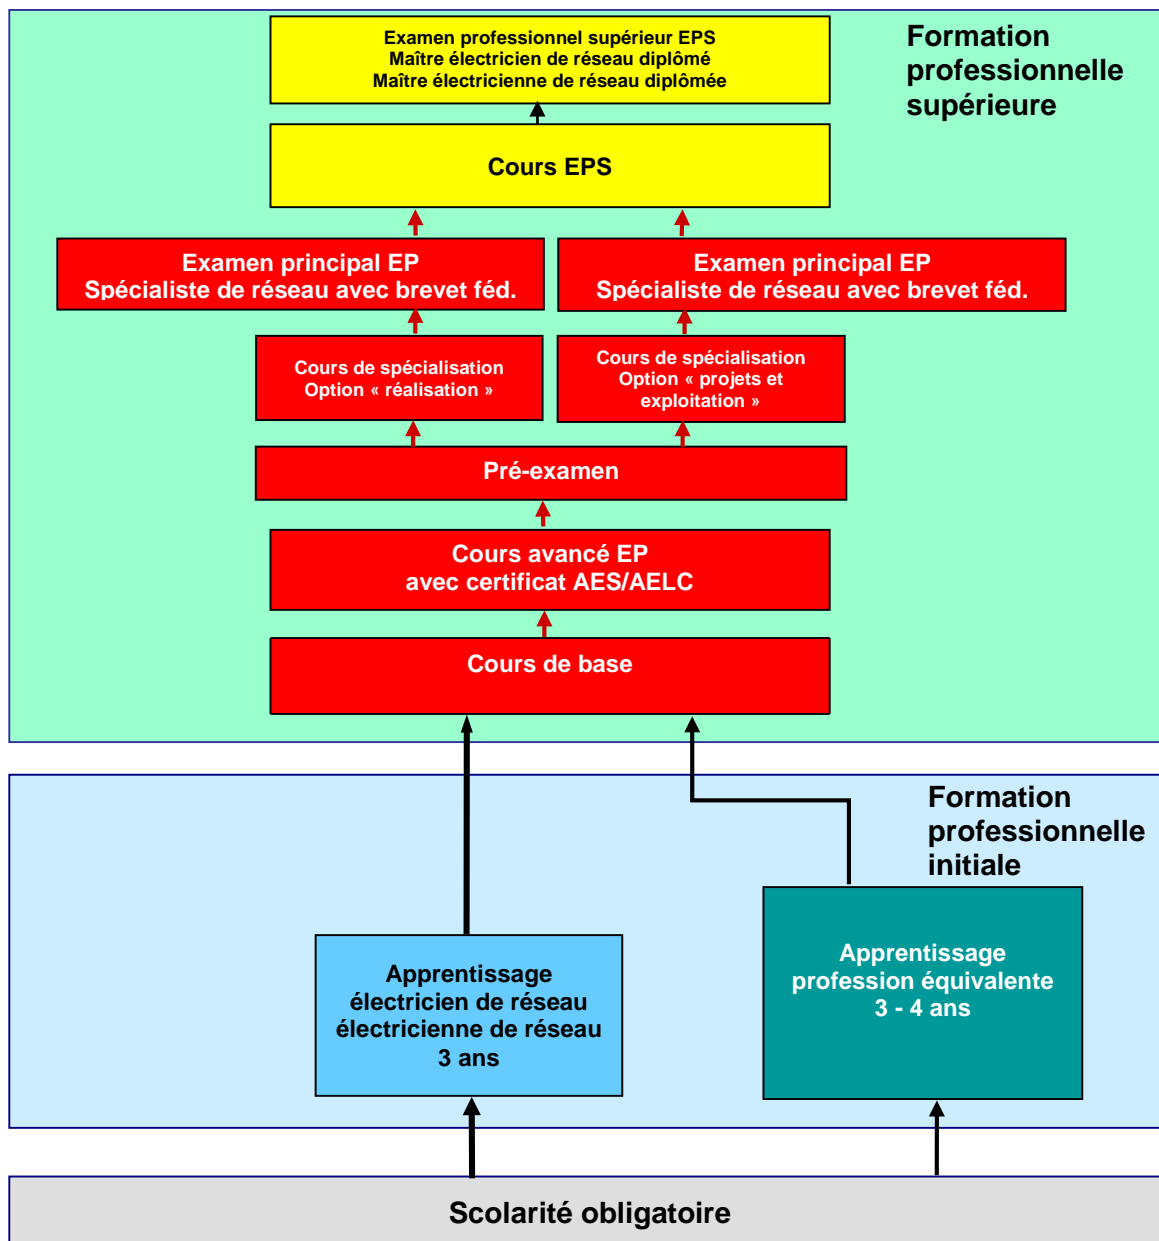 Examen professionnel supérieur EPS
Maître électricien de réseau diplômé
Maître électricienne de réseau diplômée
Formation
professionnelle
supérieure
Cours EPS
Examen principal EP
Spécialiste de réseau avec brevet féd.
Examen principal EP
Spécialiste de réseau avec brevet féd.
Cours de spécialisation
Option « réalisation »
Cours de spécialisation
Option « projets et
exploitation »
Pré-examen
Cours avancé EP
avec certificat AES/AELC
Cours de base
Formation
professionnelle
initiale
Apprentissage
électricien de réseau
électricienne de réseau
3 ans
Apprentissage
profession équivalente
3 - 4 ans
Scolarité obligatoire